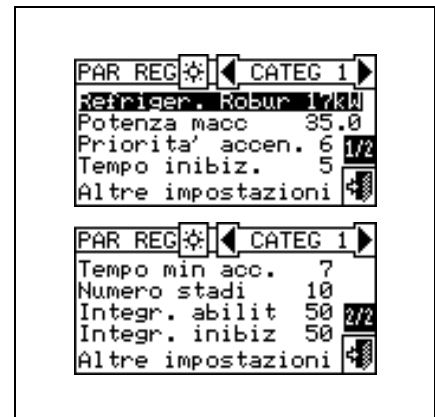 PAR REG CATEG 1
Refriger. Robur 17kW
Potenza macc 35.0
Priorita' accen. 6 1/2
Tempo inibiz. 5
Altre impostazioni
PAR REG CATEG 1
Tempo min acc. 7
Numero stadi 10
Integr. abilit 50 2/2
Integr. inibiz 50
Altre impostazioni